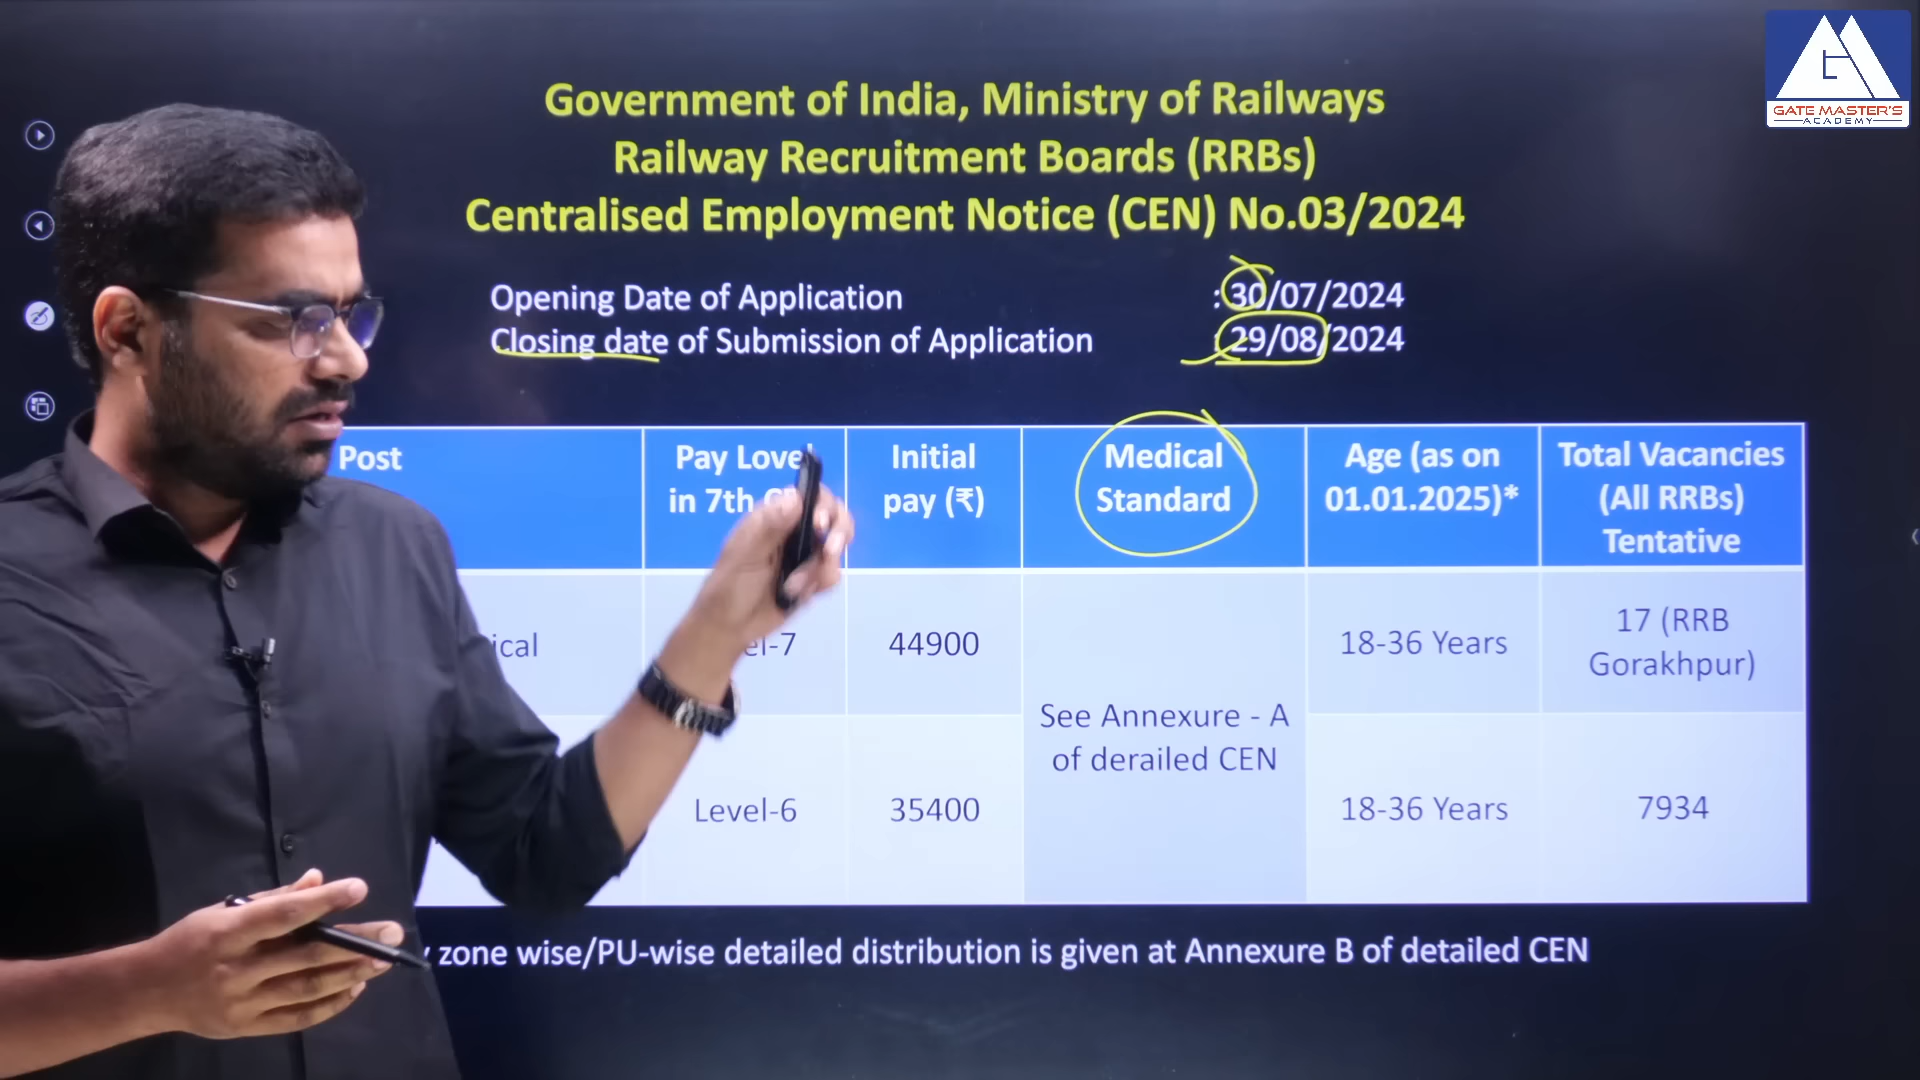 GATE MASTER'S
ACADEMY
Government of India, Ministry of Railways
Railway Recruitment Boards (RRBs)
Centralised Employment Notice (CEN) No.03/2024
Opening Date of Application : 30/07/2024
Closing date of Submission of Application : 29/08/2024
Post
Pay Level
in 7th
Initial
pay (₹)
Medical
Standard
Age (as on
01.01.2025)*
Total Vacancies
(All RRBs)
Tentative
ical
el-7
44900
See Annexure - A
of derailed CEN
18-36 Years
17 (RRB
Gorakhpur)
Level-6
35400
18-36 Years
7934
zone wise/PU-wise detailed distribution is given at Annexure B of detailed CEN